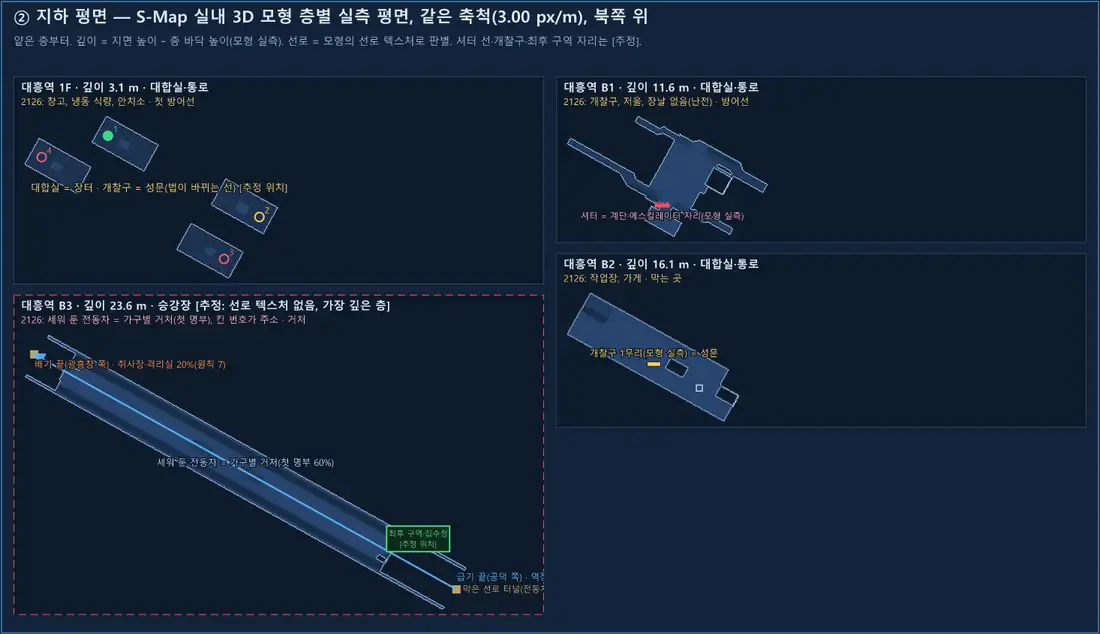 ② 지하 평면 — S-Map 실내 3D 모형 층별 실측 평면, 같은 축척(3.00 px/m), 북쪽 위
얕은 층부터. 깊이 = 지면 높이 − 층 바닥 높이(모형 실측). 선로 = 모형의 선로 텍스처로 판별. 셔터 선·개찰구·최후 구역 자리는 [추정].
대흥역 1F · 깊이 3.1 m · 대합실·통로
2126: 창고, 냉동 식량, 안치소 · 첫 방어선
1
4
대합실 = 장터 · 개찰구 = 성문(법이 바뀌는 선) [추정 위치]
2
3
대흥역 B1 · 깊이 11.6 m · 대합실·통로
2126: 개찰구, 저울, 장날 없음(난전) · 방어선
셔터 = 계단·에스컬레이터 자리(모형 실측)
대흥역 B2 · 깊이 16.1 m · 대합실·통로
2126: 작업장, 가게 · 막는 곳
개찰구 1무리(모형 실측) = 성문
대흥역 B3 · 깊이 23.6 m · 승강장 [추정: 선로 텍스처 없음, 가장 깊은 층]
2126: 세워 둔 전동차 = 가구별 거처(첫 명부), 칸 번호가 주소 · 거처
배기 끝(광흥창 쪽) · 취사장·격리실 20%(원칙 7)
세워 둔 전동차 = 가구별 거처(첫 명부 60%)
최후 구역·집수정
[추정 위치]
급기 끝(공덕 쪽) · 역장
막은 선로 터널(전동차